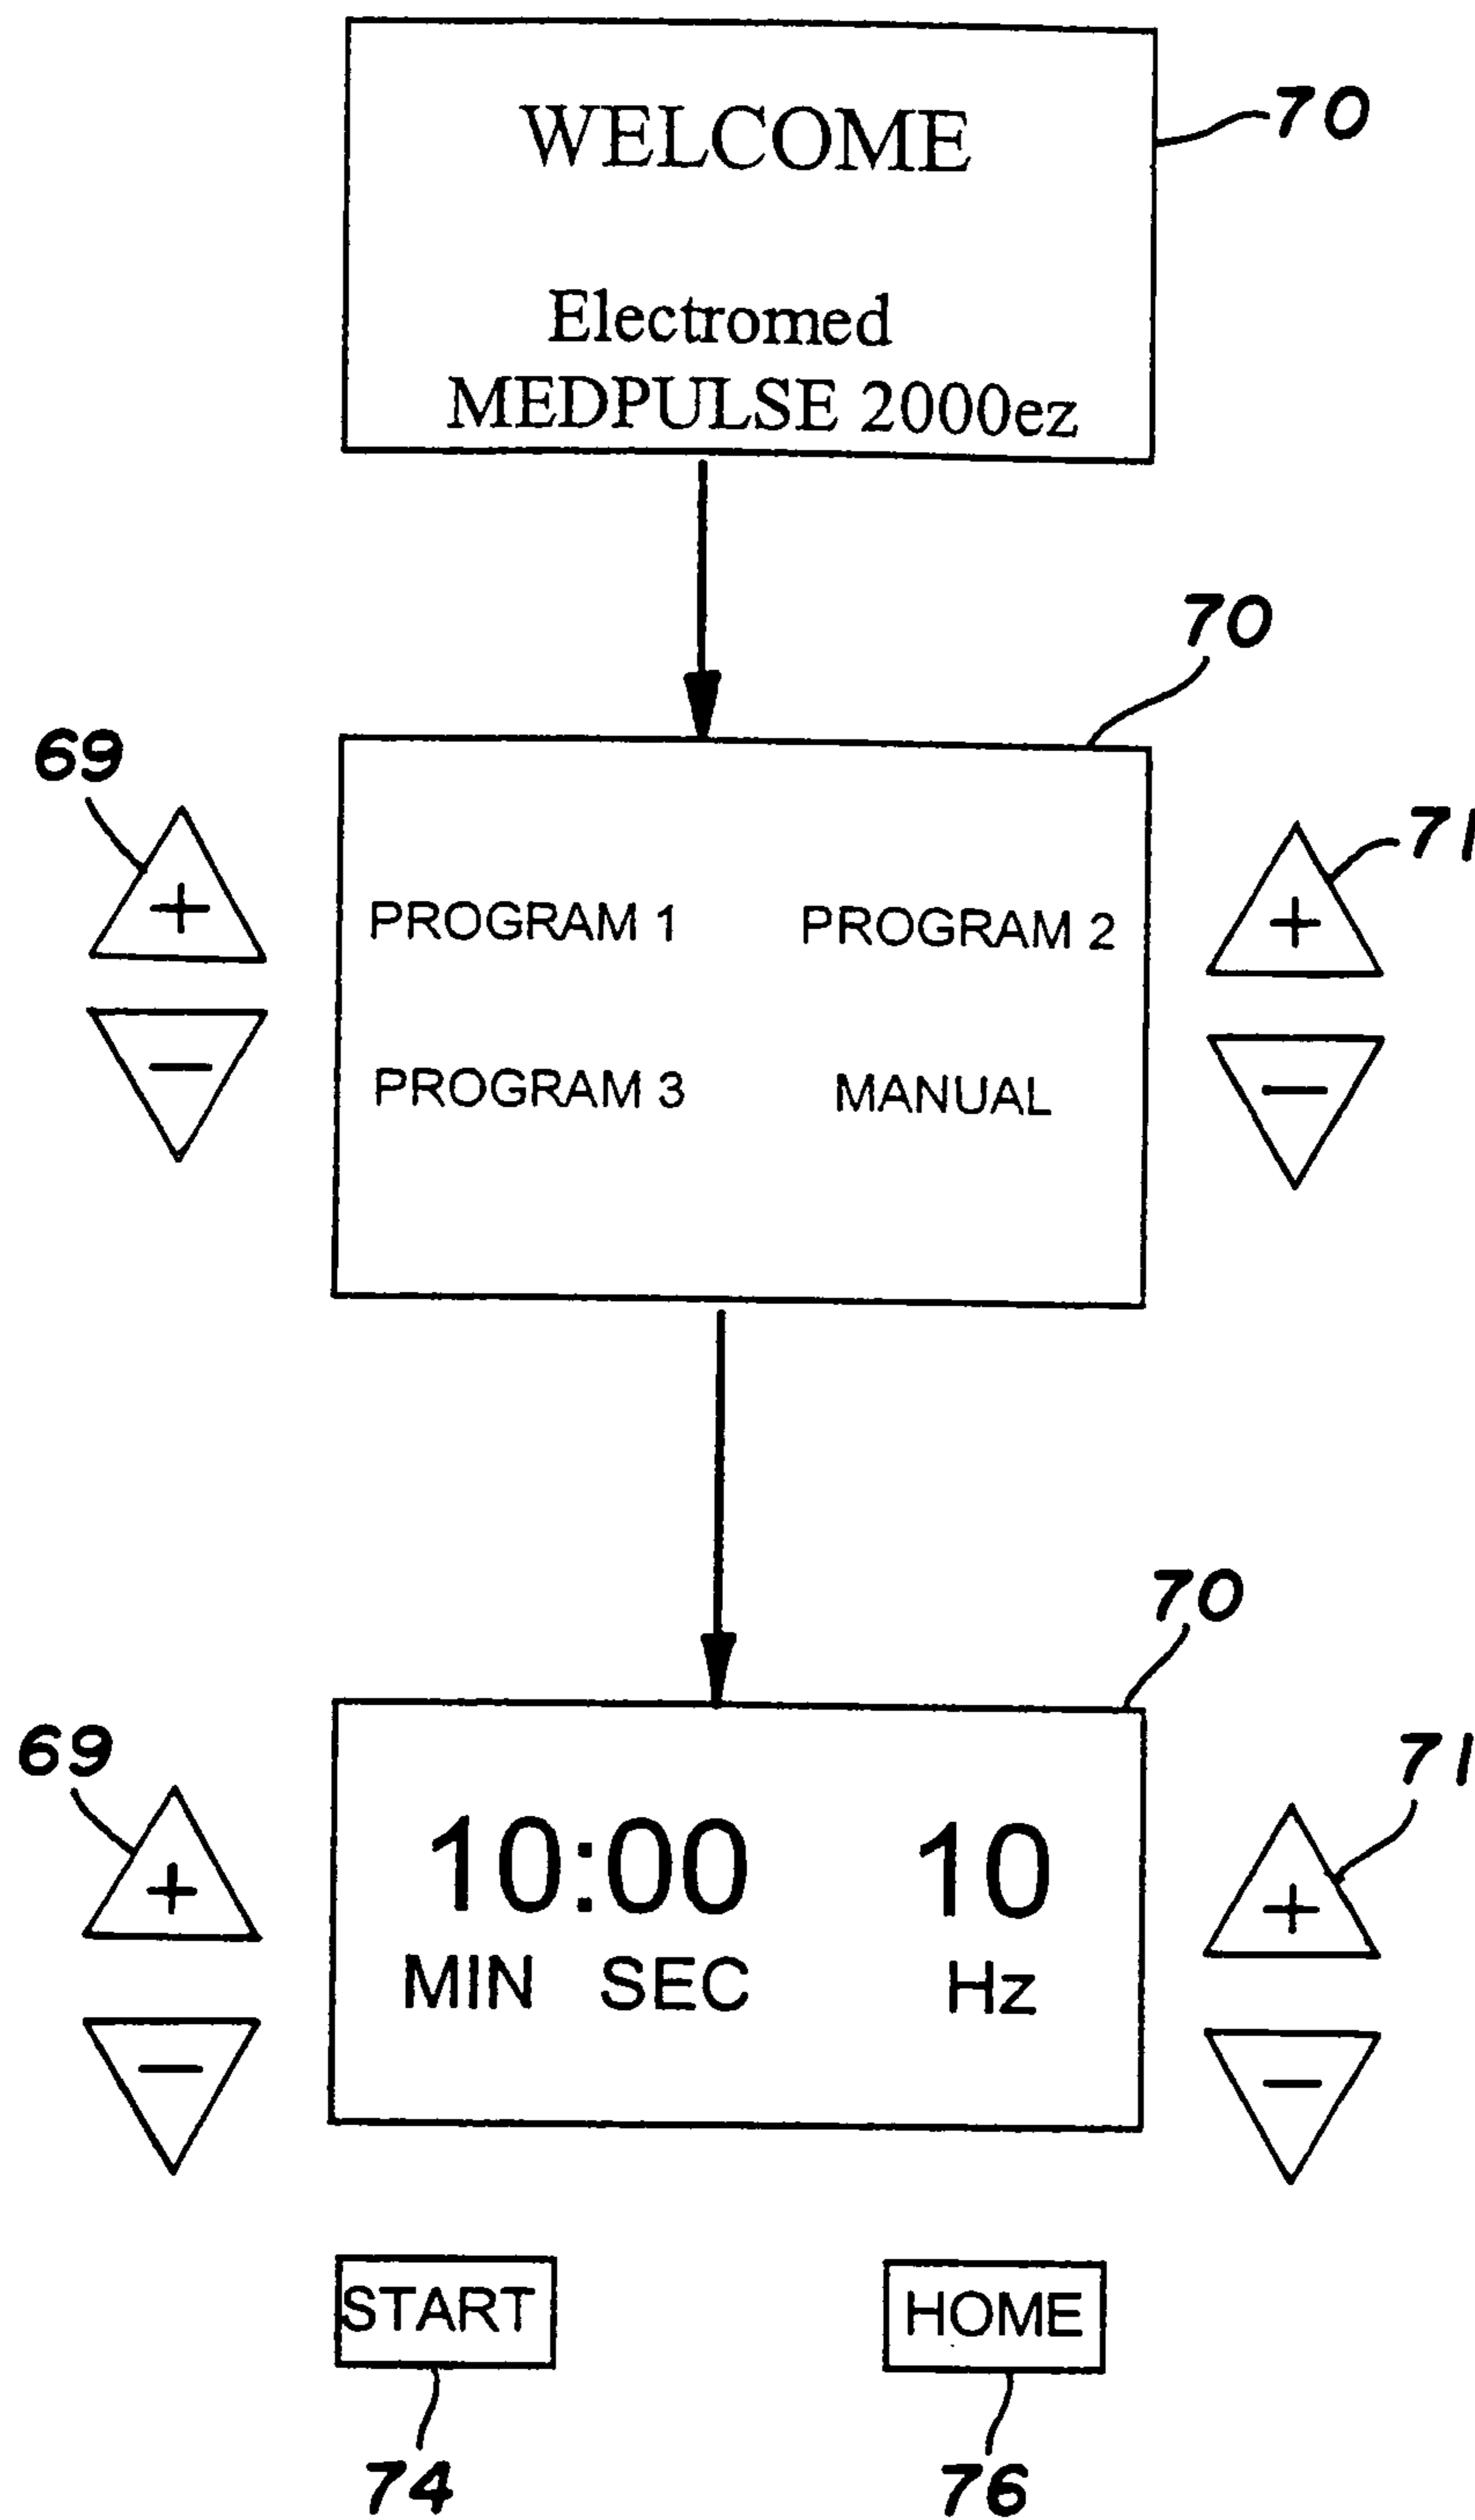 WELCOME
70
Electromed
MEDPULSE 2000ez
70
69
71
+
+
PROGRAM 1 PROGRAM 2
−
−
PROGRAM 3 MANUAL
70
69
71
10:00 10
+
+
MIN SEC Hz
−
−
START HOME
74 76